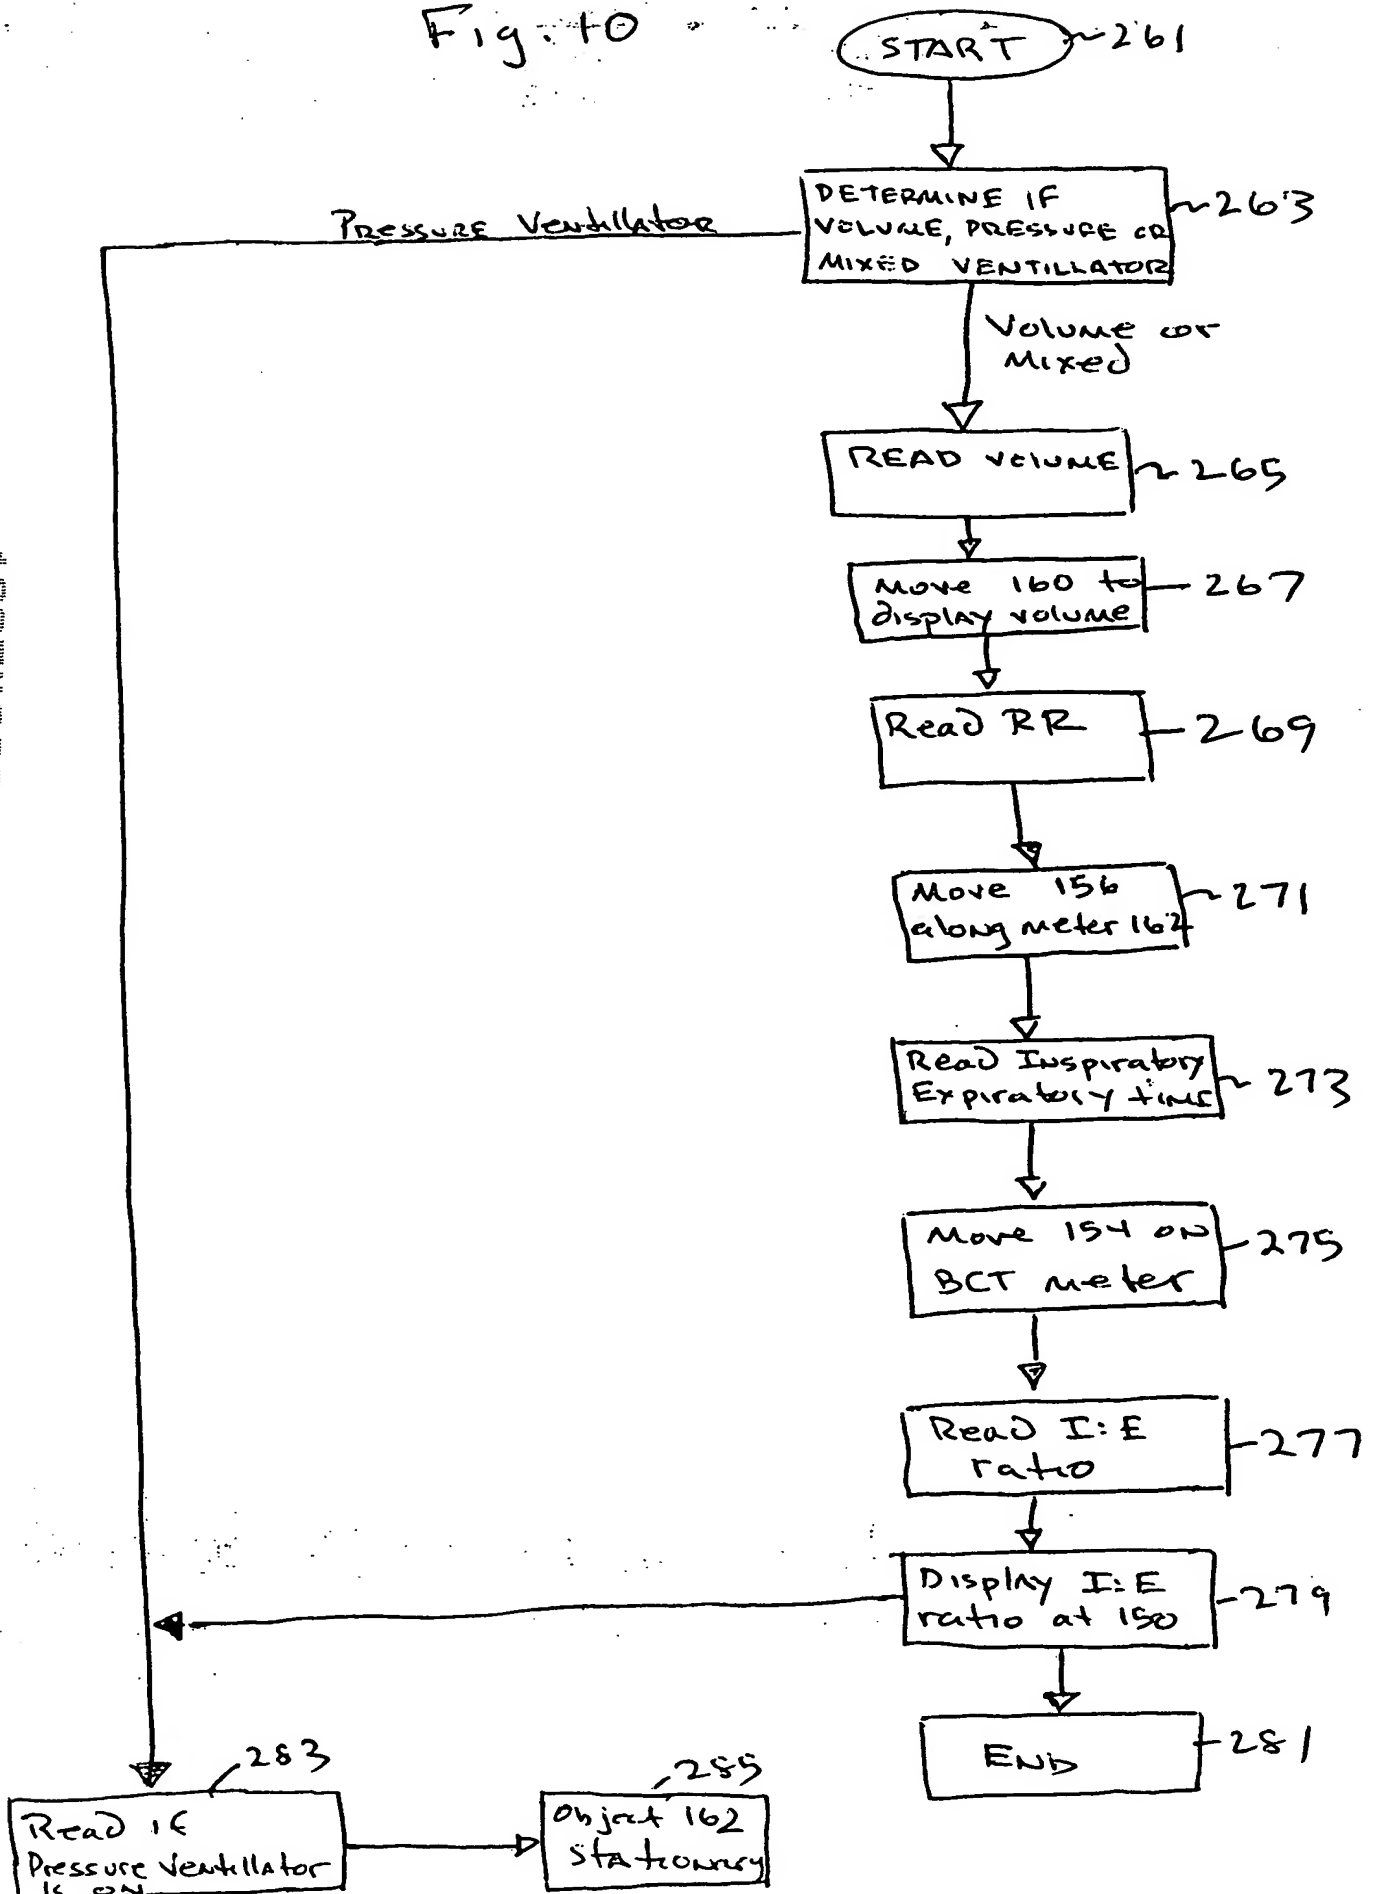 Fig. 10
START
261
DETERMINE IF
VOLUME, PRESSURE OR
MIXED VENTILLATOR
263
Pressure Ventillator
Volume or
Mixed
READ VOLUME
265
Move 160 to
display volume
267
Read RR
269
Move 156
along meter 162
271
Read Inspiratory
Expiratory time
273
Move 154 on
BCT meter
275
Read I:E
ratio
277
Display I:E
ratio at 150
279
END
281
283
Read if
Pressure Ventillator
is on
285
Object 162
Stationary